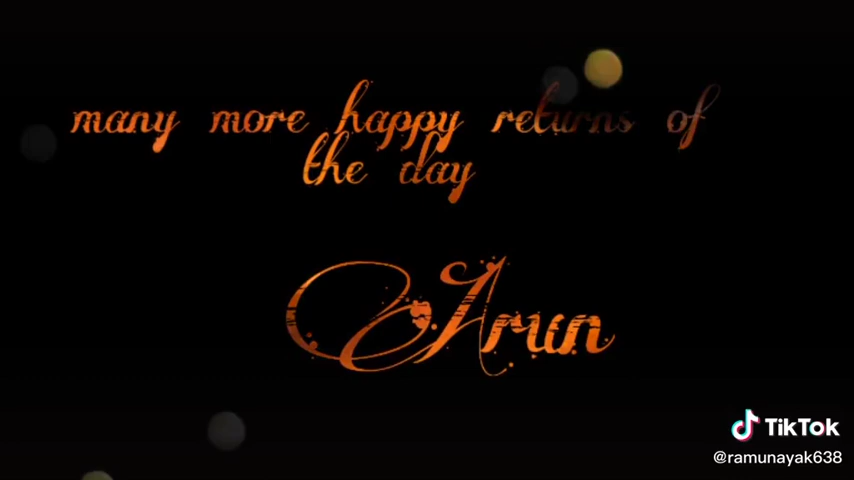 many more happy returns of
the day
Arun
TikTok
@ramunayak638